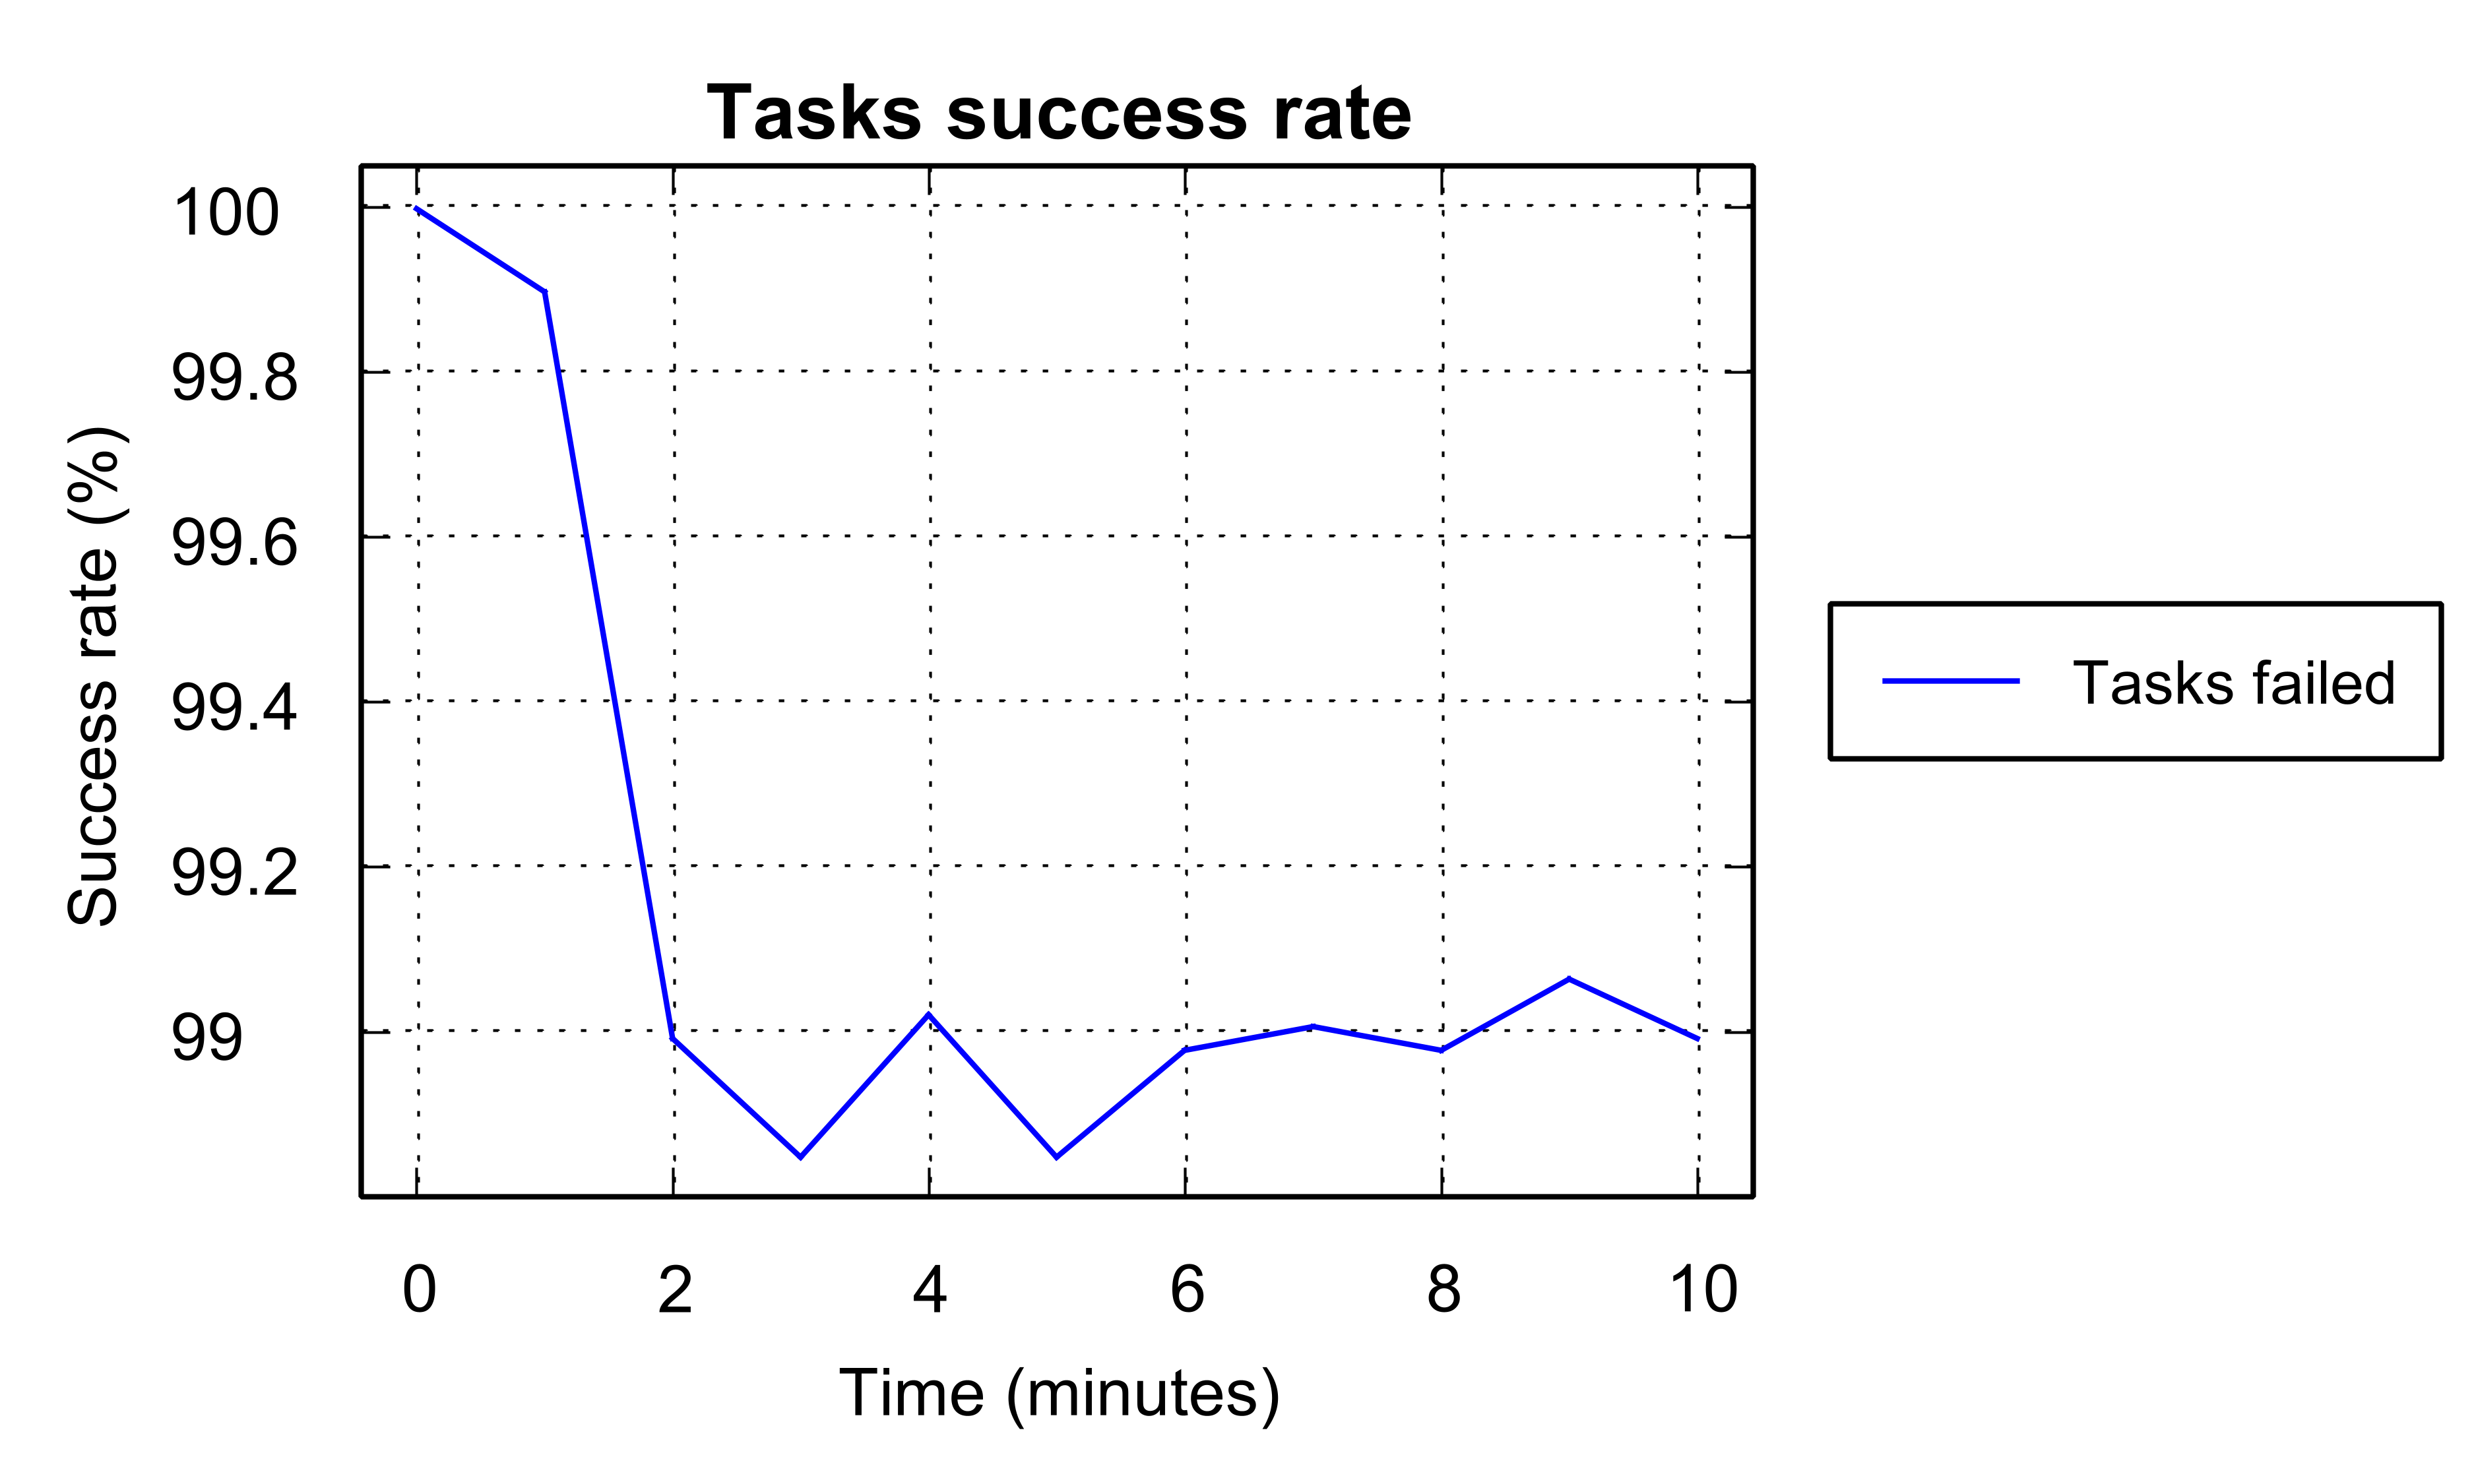 Tasks success rate
100
99.8
99.6
99.4
99.2
99
Success rate (%)
Tasks failed
0 2 4 6 8 10
Time (minutes)